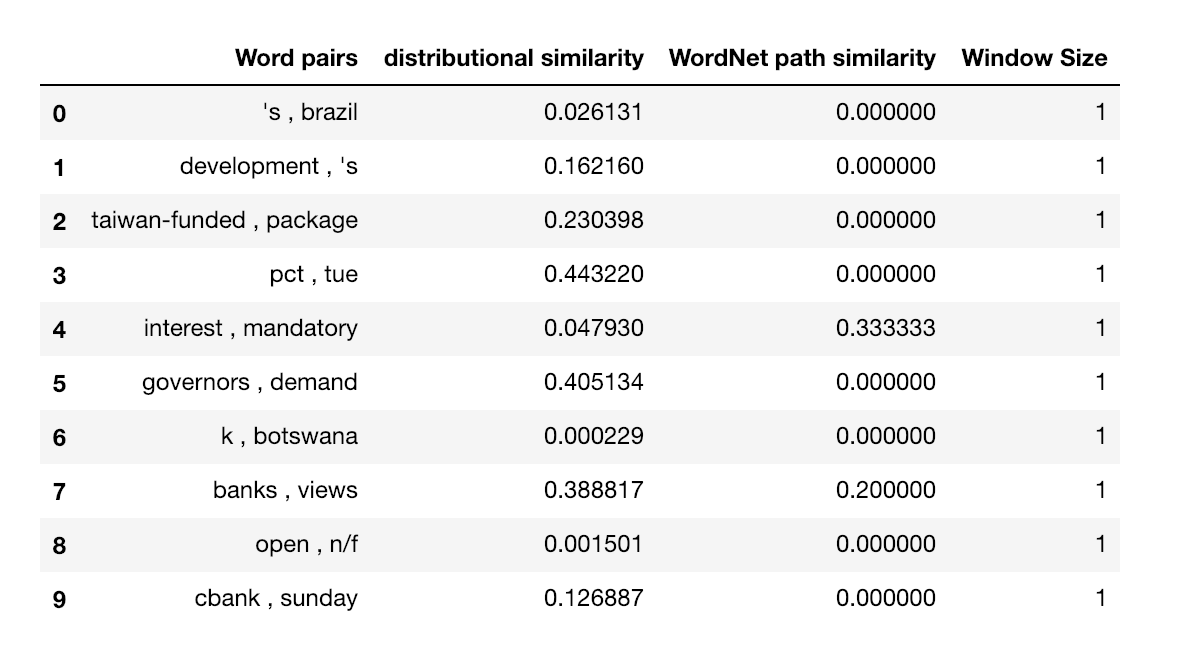 Word pairs distributional similarity WordNet path similarity Window Size
0 's , brazil 0.026131 0.000000 1
1 development , 's 0.162160 0.000000 1
2 taiwan-funded , package 0.230398 0.000000 1
3 pct , tue 0.443220 0.000000 1
4 interest , mandatory 0.047930 0.333333 1
5 governors , demand 0.405134 0.000000 1
6 k , botswana 0.000229 0.000000 1
7 banks , views 0.388817 0.200000 1
8 open , n/f 0.001501 0.000000 1
9 cbank , sunday 0.126887 0.000000 1